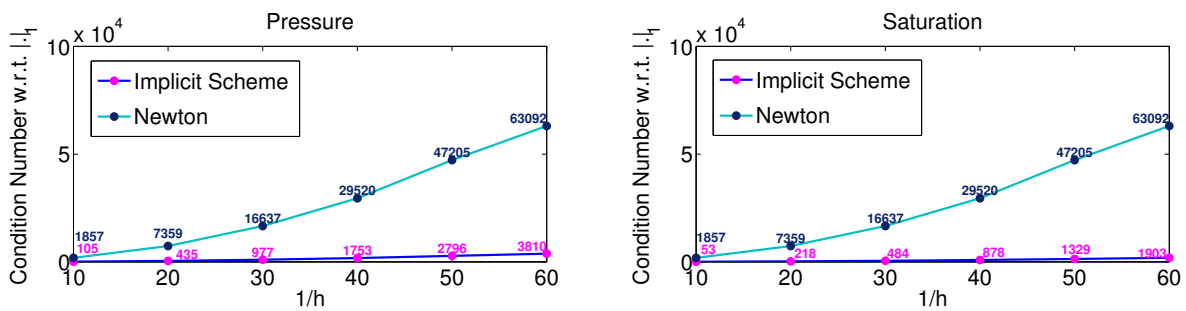 Pressure
x 10^4
Condition Number w.r.t. |.|_1
10
5
0
Implicit Scheme
Newton
1857
7359
16637
29520
47205
63092
105
435
977
1753
2796
3810
10 20 30 40 50 60
1/h
Saturation
x 10^4
Condition Number w.r.t. |.|_1
10
5
0
Implicit Scheme
Newton
1857
7359
16637
29520
47205
63092
53
218
484
878
1329
1903
10 20 30 40 50 60
1/h